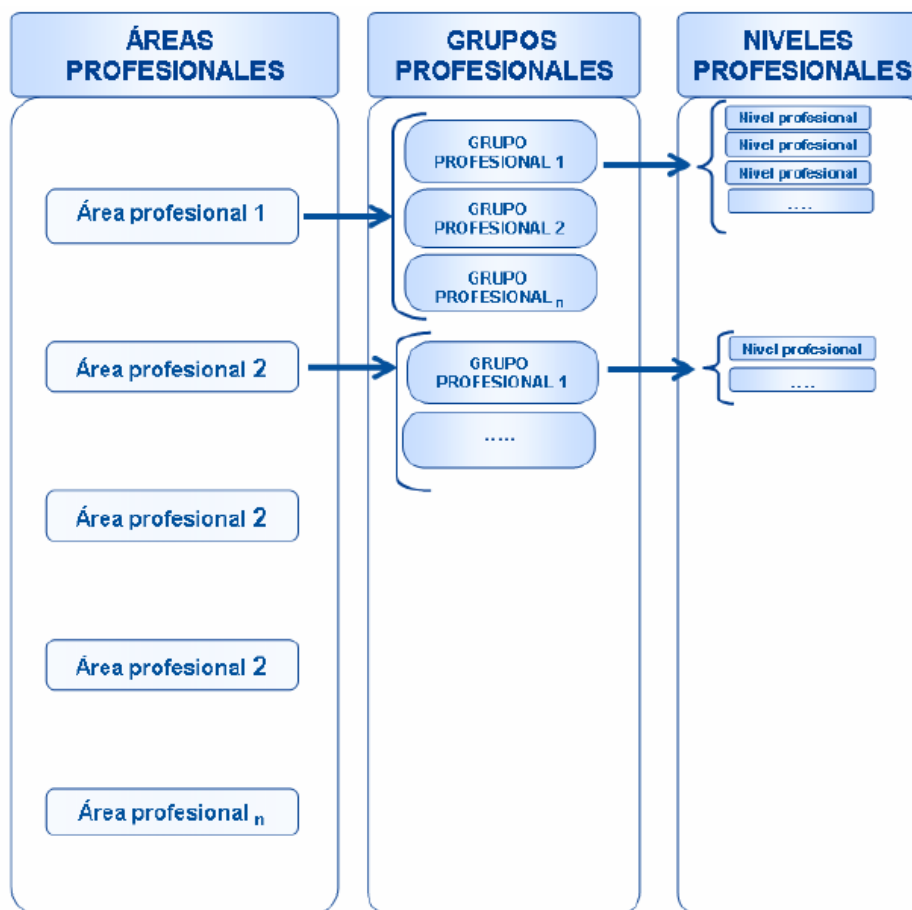 ÁREAS
PROFESIONALES
Área profesional 1
Área profesional 2
Área profesional 2
Área profesional 2
Área profesional n
GRUPOS
PROFESIONALES
GRUPO
PROFESIONAL 1
GRUPO
PROFESIONAL 2
GRUPO
PROFESIONAL n
GRUPO
PROFESIONAL 1
.....
NIVELES
PROFESIONALES
Nivel profesional
Nivel profesional
Nivel profesional
....
Nivel profesional
....